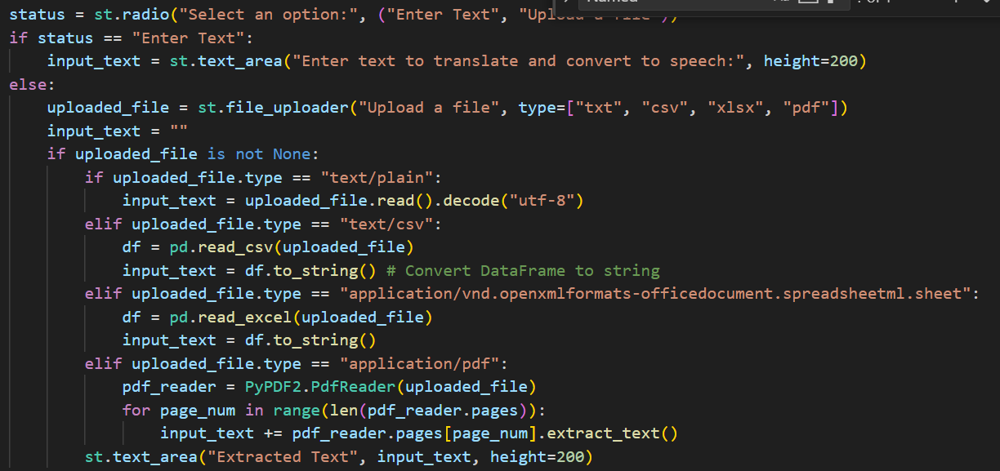 status = st.radio("Select an option:", ("Enter Text", "Upload a file"))
if status == "Enter Text":
    input_text = st.text_area("Enter text to translate and convert to speech:", height=200)
else:
    uploaded_file = st.file_uploader("Upload a file", type=["txt", "csv", "xlsx", "pdf"])
    input_text = ""
    if uploaded_file is not None:
        if uploaded_file.type == "text/plain":
            input_text = uploaded_file.read().decode("utf-8")
        elif uploaded_file.type == "text/csv":
            df = pd.read_csv(uploaded_file)
            input_text = df.to_string() # Convert DataFrame to string
        elif uploaded_file.type == "application/vnd.openxmlformats-officedocument.spreadsheetml.sheet":
            df = pd.read_excel(uploaded_file)
            input_text = df.to_string()
        elif uploaded_file.type == "application/pdf":
            pdf_reader = PyPDF2.PdfReader(uploaded_file)
            for page_num in range(len(pdf_reader.pages)):
                input_text += pdf_reader.pages[page_num].extract_text()
        st.text_area("Extracted Text", input_text, height=200)